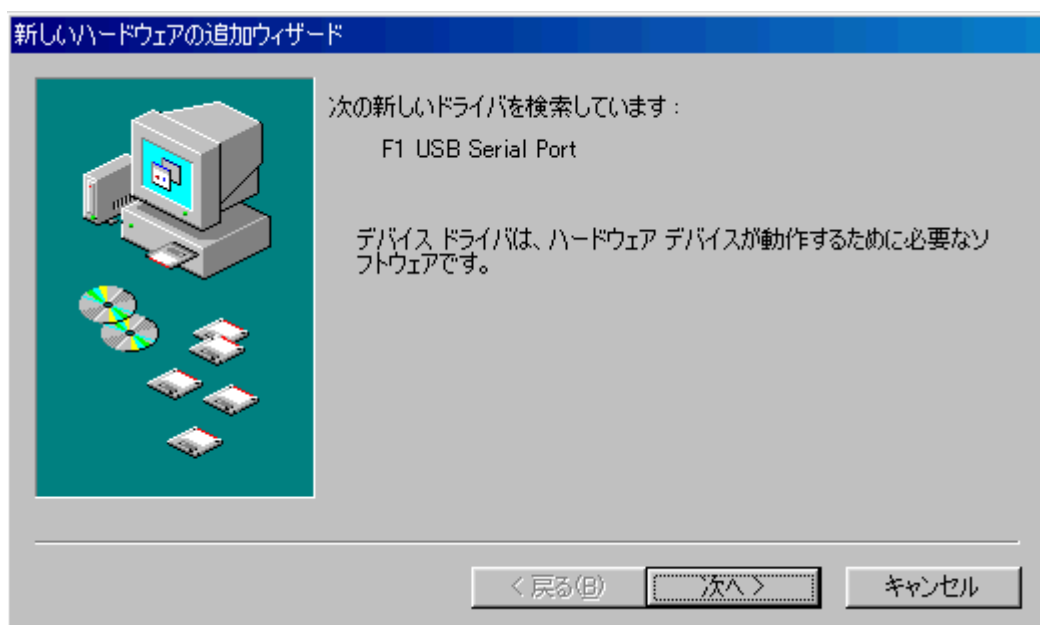 新しいハードウェアの追加ウィザード
次の新しいドライバを検索しています：
F1 USB Serial Port
デバイス ドライバは、ハードウェア デバイスが動作するために必要なソ
フトウェアです。
< 戻る(B)
次へ >
キャンセル